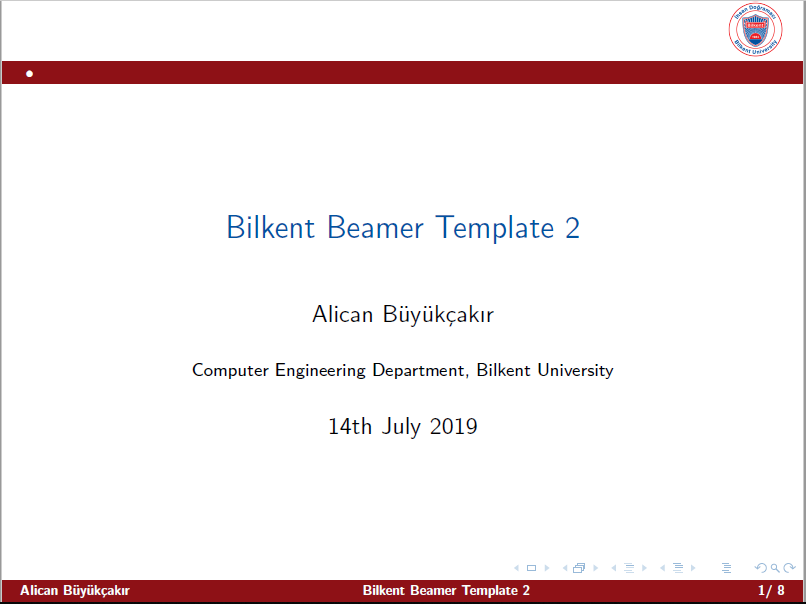 İhsan Doğramacı
Bilkent University
Bilkent Beamer Template 2
Alican Büyükçakır
Computer Engineering Department, Bilkent University
14th July 2019
Alican Büyükçakır Bilkent Beamer Template 2 1/ 8